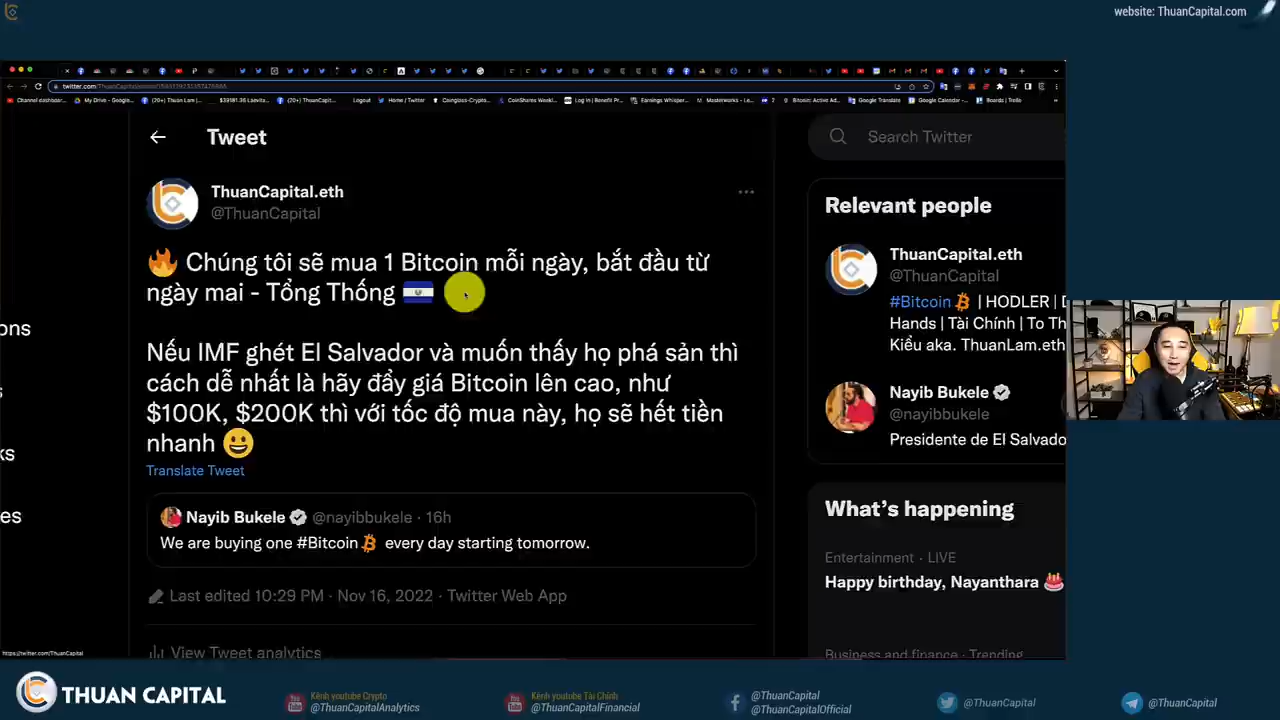 website: ThuanCapital.com
Tweet
Search Twitter
ThuanCapital.eth
@ThuanCapital
🔥 Chúng tôi sẽ mua 1 Bitcoin mỗi ngày, bắt đầu từ
ngày mai - Tổng Thống 🇸🇻
Nếu IMF ghét El Salvador và muốn thấy họ phá sản thì
cách dễ nhất là hãy đẩy giá Bitcoin lên cao, như
$100K, $200K thì với tốc độ mua này, họ sẽ hết tiền
nhanh 😀
Translate Tweet
Nayib Bukele @nayibbukele · 16h
We are buying one #Bitcoin every day starting tomorrow.
Last edited 10:29 PM · Nov 16, 2022 · Twitter Web App
View Tweet analytics
ons
ks
es
Relevant people
ThuanCapital.eth
@ThuanCapital
#Bitcoin | HODLER | D
Hands | Tài Chính | To Th
Kiểu aka. ThuanLam.eth
Nayib Bukele
@nayibbukele
Presidente de El Salvado
What's happening
Entertainment · LIVE
Happy birthday, Nayanthara 🎂
Business and finance · Trending
https://twitter.com/ThuanCapital
THUAN CAPITAL
Kênh youtube Crypto
@ThuanCapitalAnalytics
Kênh youtube Tài Chính
@ThuanCapitalFinancial
@ThuanCapital
@ThuanCapitalOfficial
@ThuanCapital
@ThuanCapital